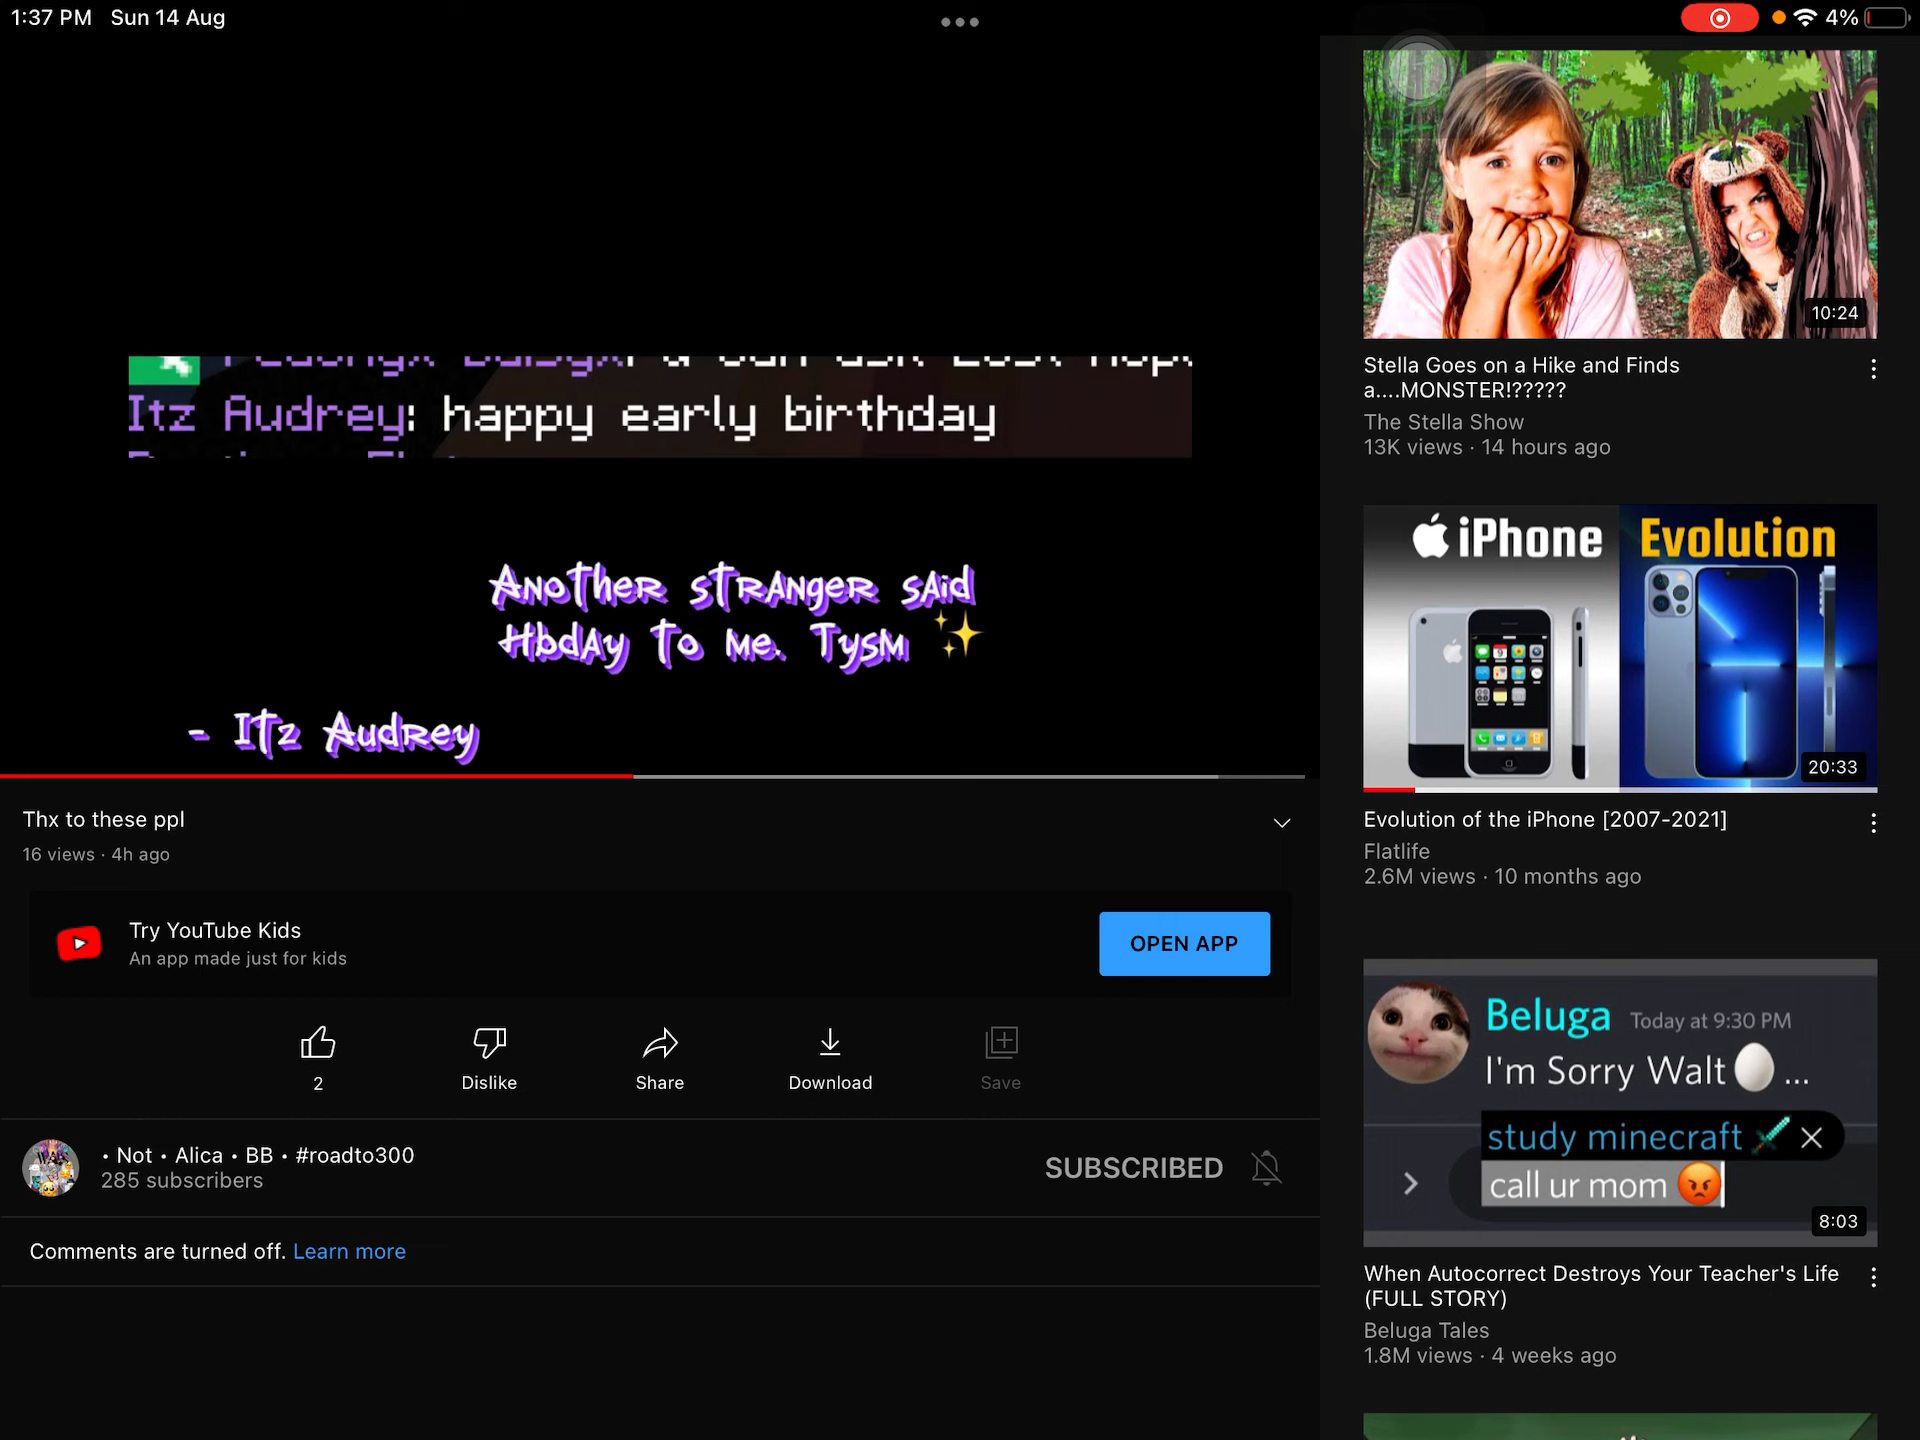 1:37 PM Sun 14 Aug
4%
Itz Audrey: happy early birthday
Another stranger said
Hbday to me. Tysm ✨
- Itz Audrey
Thx to these ppl
16 views · 4h ago
Try YouTube Kids
An app made just for kids
OPEN APP
2
Dislike
Share
Download
Save
• Not • Alica • BB • #roadto300
285 subscribers
SUBSCRIBED
Comments are turned off. Learn more
10:24
Stella Goes on a Hike and Finds
a....MONSTER!?????
The Stella Show
13K views · 14 hours ago
iPhone Evolution
20:33
Evolution of the iPhone [2007-2021]
Flatlife
2.6M views · 10 months ago
Beluga Today at 9:30 PM
I'm Sorry Walt 🥚 ...
study minecraft
call ur mom 😡
8:03
When Autocorrect Destroys Your Teacher's Life
(FULL STORY)
Beluga Tales
1.8M views · 4 weeks ago